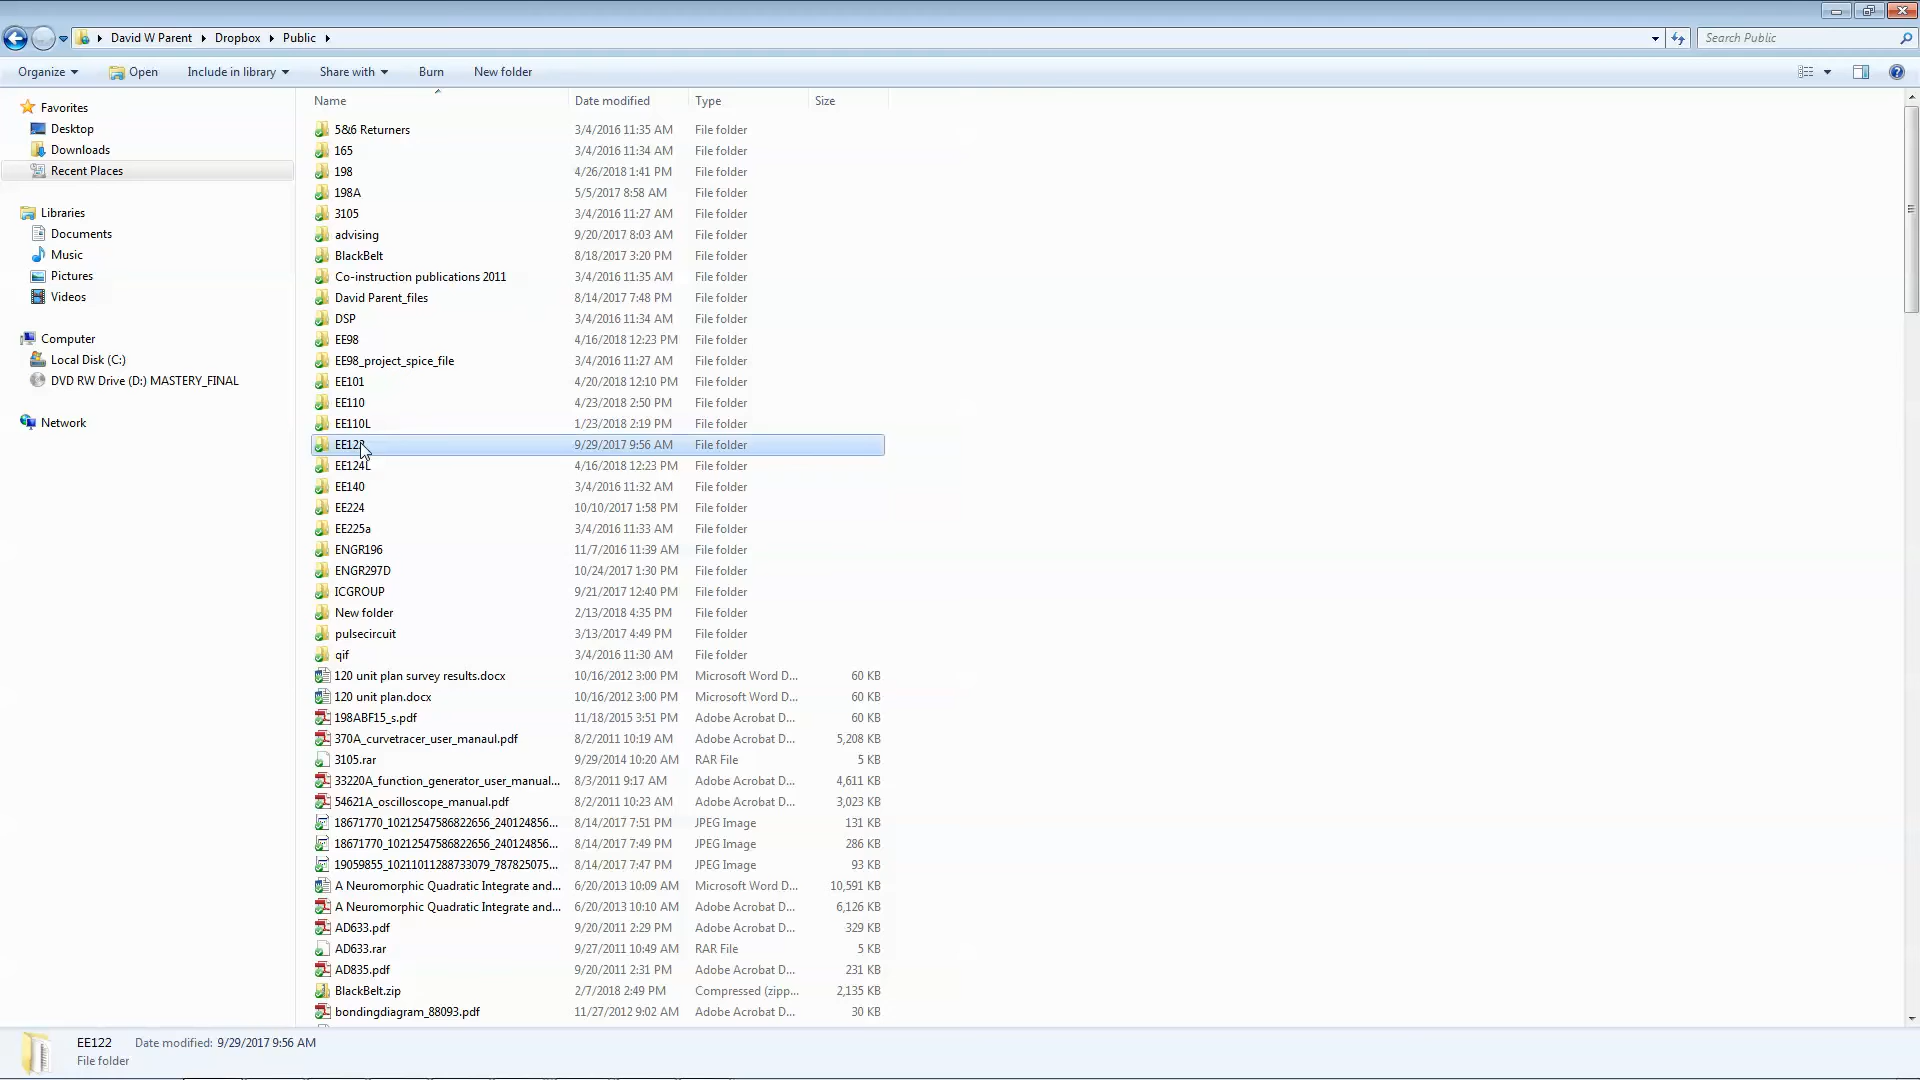 David W Parent Dropbox Public
Search Public
Organize Open Include in library Share with Burn New folder
Name Date modified Type Size
Favorites
Desktop
Downloads
Recent Places
Libraries
Documents
Music
Pictures
Videos
Computer
Local Disk (C:)
DVD RW Drive (D:) MASTERY_FINAL
Network
5&6 Returners 3/4/2016 11:35 AM File folder
165 3/4/2016 11:34 AM File folder
198 4/26/2018 1:41 PM File folder
198A 5/5/2017 8:58 AM File folder
3105 3/4/2016 11:27 AM File folder
advising 9/20/2017 8:03 AM File folder
BlackBelt 8/18/2017 3:20 PM File folder
Co-instruction publications 2011 3/4/2016 11:35 AM File folder
David Parent_files 8/14/2017 7:48 PM File folder
DSP 3/4/2016 11:34 AM File folder
EE98 4/16/2018 12:23 PM File folder
EE98_project_spice_file 3/4/2016 11:27 AM File folder
EE101 4/20/2018 12:10 PM File folder
EE110 4/23/2018 2:50 PM File folder
EE110L 1/23/2018 2:19 PM File folder
EE122 9/29/2017 9:56 AM File folder
EE124L 4/16/2018 12:23 PM File folder
EE140 3/4/2016 11:32 AM File folder
EE224 10/10/2017 1:58 PM File folder
EE225a 3/4/2016 11:33 AM File folder
ENGR196 11/7/2016 11:39 AM File folder
ENGR297D 10/24/2017 1:30 PM File folder
ICGROUP 9/21/2017 12:40 PM File folder
New folder 2/13/2018 4:35 PM File folder
pulsecircuit 3/13/2017 4:49 PM File folder
qif 3/4/2016 11:30 AM File folder
120 unit plan survey results.docx 10/16/2012 3:00 PM Microsoft Word D... 60 KB
120 unit plan.docx 10/16/2012 3:00 PM Microsoft Word D... 60 KB
198ABF15_s.pdf 11/18/2015 3:51 PM Adobe Acrobat D... 60 KB
370A_curvetracer_user_manaul.pdf 8/2/2011 10:19 AM Adobe Acrobat D... 5,208 KB
3105.rar 9/29/2014 10:20 AM RAR File 5 KB
33220A_function_generator_user_manual... 8/3/2011 9:17 AM Adobe Acrobat D... 4,611 KB
54621A_oscilloscope_manual.pdf 8/2/2011 10:23 AM Adobe Acrobat D... 3,023 KB
18671770_10212547586822656_240124856... 8/14/2017 7:51 PM JPEG Image 131 KB
18671770_10212547586822656_240124856... 8/14/2017 7:49 PM JPEG Image 286 KB
19059855_10211011288733079_787825075... 8/14/2017 7:47 PM JPEG Image 93 KB
A Neuromorphic Quadratic Integrate and... 6/20/2013 10:09 AM Microsoft Word D... 10,591 KB
A Neuromorphic Quadratic Integrate and... 6/20/2013 10:10 AM Adobe Acrobat D... 6,126 KB
AD633.pdf 9/20/2011 2:29 PM Adobe Acrobat D... 329 KB
AD633.rar 9/27/2011 10:49 AM RAR File 5 KB
AD835.pdf 9/20/2011 2:31 PM Adobe Acrobat D... 231 KB
BlackBelt.zip 2/7/2018 2:49 PM Compressed (zipp... 2,135 KB
bondingdiagram_88093.pdf 11/27/2012 9:02 AM Adobe Acrobat D... 30 KB
EE122 Date modified: 9/29/2017 9:56 AM
File folder